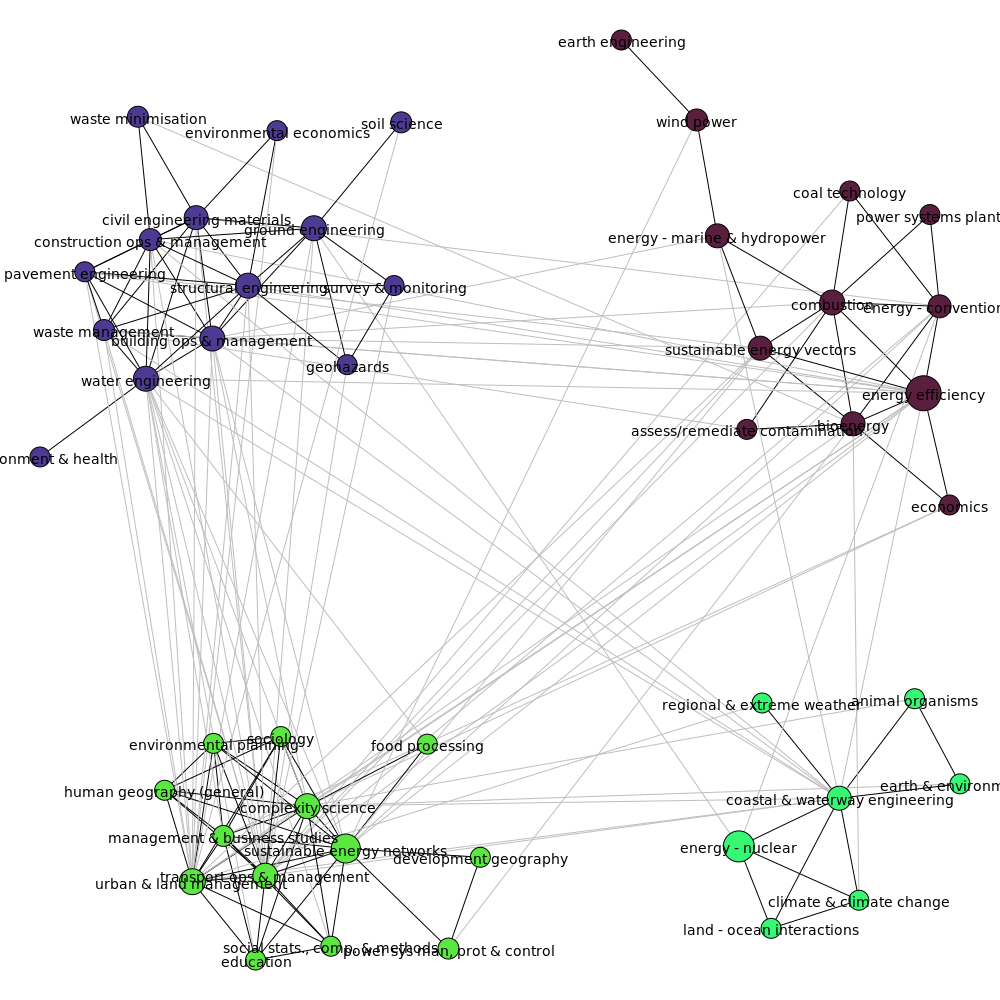 earth engineering
waste minimisation
environmental economics
soil science
wind power
coal technology
power systems plant
civil engineering materials
ground engineering
construction ops & management
energy - marine & hydropower
pavement engineering
structural engineering
survey & monitoring
combustion
energy - convention
waste management
building ops & management
sustainable energy vectors
geohazards
water engineering
energy efficiency
bioenergy
assess/remediate contamination
onment & health
economics
regional & extreme weather
animal organisms
environmental planning
sociology
food processing
earth & environm
human geography (general)
coastal & waterway engineering
complexity science
management & business studies
sustainable energy networks
energy - nuclear
development geography
transport ops & management
urban & land management
climate & climate change
land - ocean interactions
social stats., comp. & methods
power sys man, prot & control
education